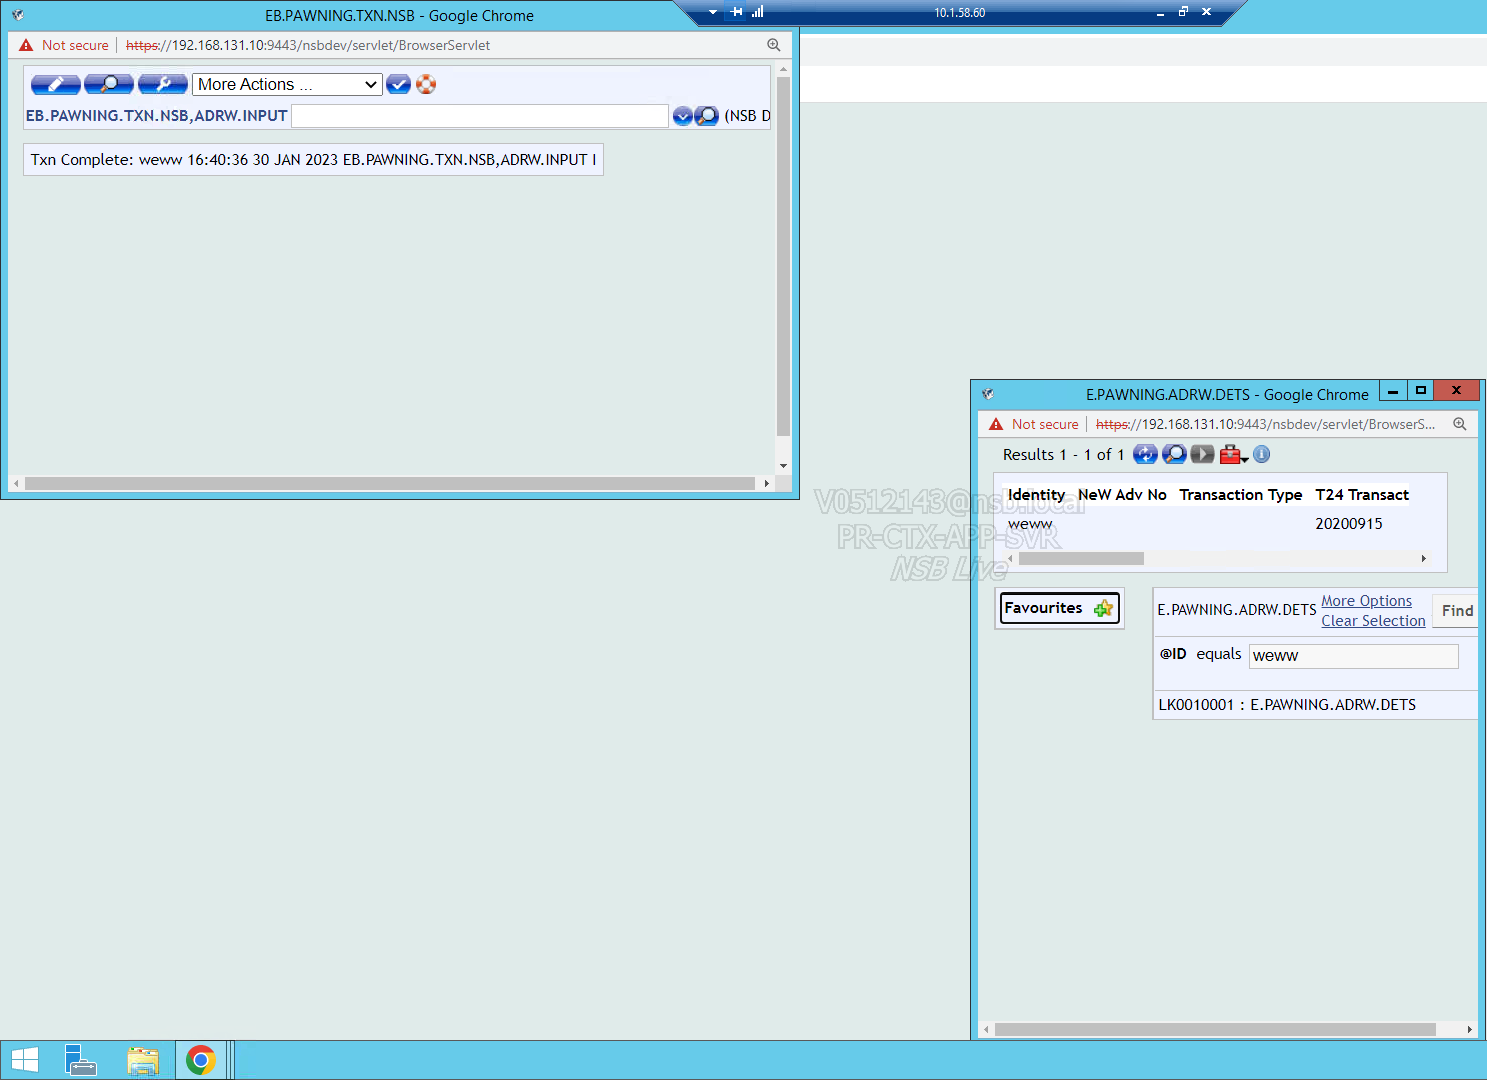 EB.PAWNING.TXN.NSB - Google Chrome
10.1.58.60
Not secure
https://192.168.131.10:9443/nsbdev/servlet/BrowserServlet
More Actions ...
EB.PAWNING.TXN.NSB,ADRW.INPUT
(NSB D
Txn Complete: weww 16:40:36 30 JAN 2023 EB.PAWNING.TXN.NSB,ADRW.INPUT I
E.PAWNING.ADRW.DETS - Google Chrome
Not secure
https://192.168.131.10:9443/nsbdev/servlet/BrowserS...
Results 1 - 1 of 1
Identity NeW Adv No Transaction Type T24 Transact
weww 20200915
V0512143@nsb.local
PR-CTX-APP-SVR
NSB Live
Favourites
E.PAWNING.ADRW.DETS
More Options
Clear Selection
Find
@ID equals weww
LK0010001 : E.PAWNING.ADRW.DETS